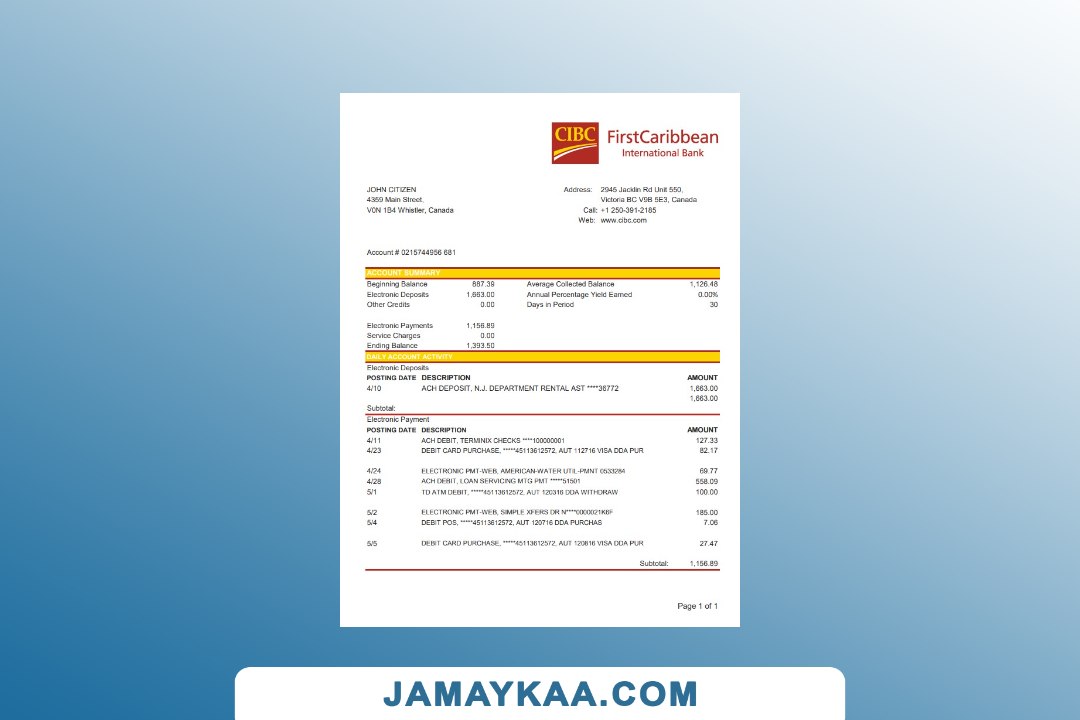 CIBC FirstCaribbean
International Bank
JOHN CITIZEN
4359 Main Street,
V0N 1B4 Whistler, Canada
Address: 2945 Jacklin Rd Unit 550,
Victoria BC V9B 5E3, Canada
Call: +1 250-391-2185
Web: www.cibc.com
Account # 0215744956 681
ACCOUNT SUMMARY
Beginning Balance 887.39 Average Collected Balance 1,126.48
Electronic Deposits 1,663.00 Annual Percentage Yield Earned 0.00%
Other Credits 0.00 Days in Period 30
Electronic Payments 1,156.89
Service Charges 0.00
Ending Balance 1,393.50
DAILY ACCOUNT ACTIVITY
Electronic Deposits
POSTING DATE DESCRIPTION AMOUNT
4/10 ACH DEPOSIT, N.J. DEPARTMENT RENTAL AST ****36772 1,663.00
1,663.00
Subtotal:
Electronic Payment
POSTING DATE DESCRIPTION AMOUNT
4/11 ACH DEBIT, TERMINIX CHECKS ****100000001 127.33
4/23 DEBIT CARD PURCHASE, *****45113612572, AUT 112716 VISA DDA PUR 82.17
4/24 ELECTRONIC PMT-WEB, AMERICAN-WATER UTIL-PMNT 0533284 69.77
4/28 ACH DEBIT, LOAN SERVICING MTG PMT *****51501 558.09
5/1 TD ATM DEBIT, *****45113612572, AUT 120316 DDA WITHDRAW 100.00
5/2 ELECTRONIC PMT-WEB, SIMPLE XFERS DR N****0000021K6F 185.00
5/4 DEBIT POS, *****45113612572, AUT 120716 DDA PURCHAS 7.06
5/5 DEBIT CARD PURCHASE, *****45113612572, AUT 120816 VISA DDA PUR 27.47
Subtotal: 1,156.89
Page 1 of 1
JAMAYKAA.COM